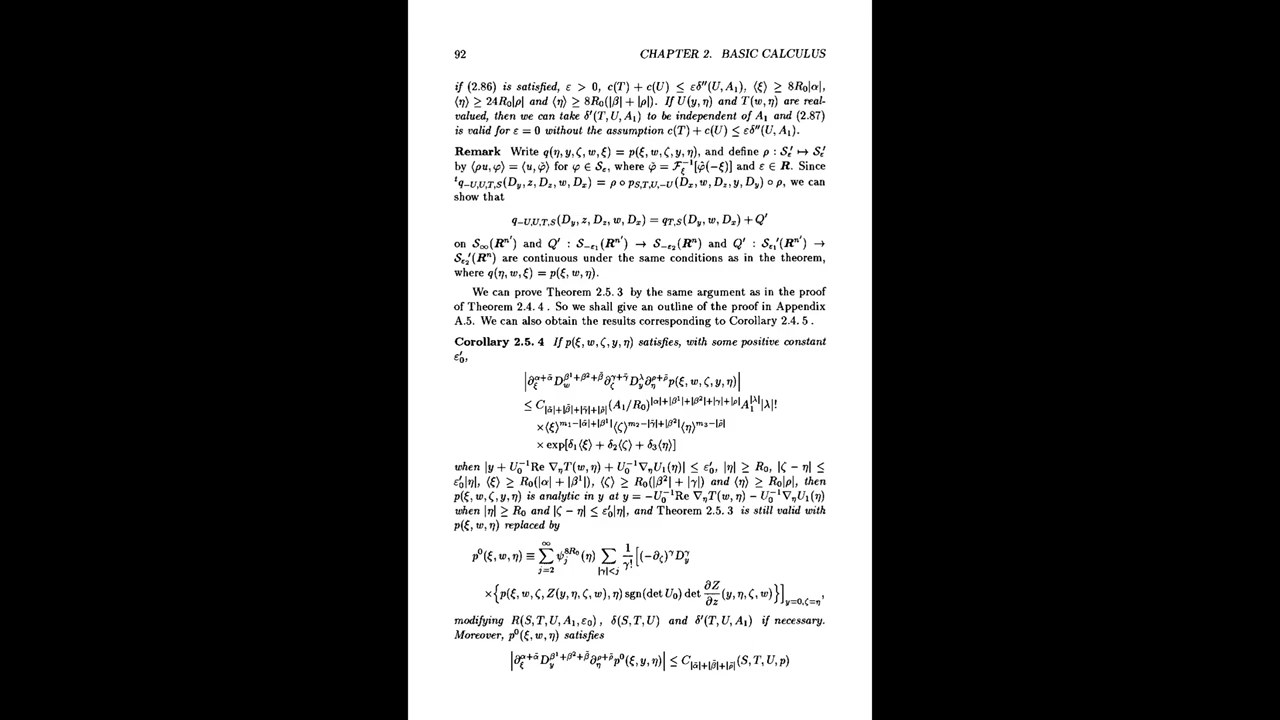 92 CHAPTER 2. BASIC CALCULUS
if (2.86) is satisfied, ε > 0, c(T) + c(U) ≤ εδ″(U, A₁), ⟨ξ⟩ ≥ 8R₀|α|,
⟨η⟩ ≥ 24R₀|ρ| and ⟨η⟩ ≥ 8R₀(|β| + |ρ|). If U(y, η) and T(w, η) are real-
valued, then we can take δ′(T, U, A₁) to be independent of A₁ and (2.87)
is valid for ε = 0 without the assumption c(T) + c(U) ≤ εδ″(U, A₁).
Remark Write q(η, y, ζ, w, ξ) = p(ξ, w, ζ, y, η), and define ρ : 𝒮′_ε ↦ 𝒮′_ε
by ⟨ρu, φ⟩ = ⟨u, φ̌⟩ for φ ∈ 𝒮_ε, where φ̌ = ℱ_ξ^{-1}[φ̂(−ξ)] and ε ∈ R. Since
ᵗq_{−U,U,T,S}(D_y, z, D_z, w, D_x) = ρ ∘ p_{S,T,U,−U}(D_x, w, D_z, y, D_y) ∘ ρ, we can
show that
q_{−U,U,T,S}(D_y, z, D_z, w, D_x) = q_{T,S}(D_y, w, D_x) + Q′
on 𝒮_∞(R^{n′}) and Q′ : 𝒮_{−ε₁}(R^{n′}) → 𝒮_{−ε₂}(R^n) and Q′ : 𝒮_{ε₁}′(R^{n′}) →
𝒮_{ε₂}′(R^n) are continuous under the same conditions as in the theorem,
where q(η, w, ξ) = p(ξ, w, η).
We can prove Theorem 2.5.3 by the same argument as in the proof
of Theorem 2.4.4. So we shall give an outline of the proof in Appendix
A.5. We can also obtain the results corresponding to Corollary 2.4.5.
Corollary 2.5.4 If p(ξ, w, ζ, y, η) satisfies, with some positive constant
ε′₀,
|∂_ξ^{α+α̃} D_w^{β¹+β²+β̃} ∂_ζ^{γ+γ̃} D_y^λ ∂_η^{ρ+ρ̃} p(ξ, w, ζ, y, η)|
≤ C_{|α̃|+|β̃|+|γ̃|+|ρ̃|}(A₁/R₀)^{|α|+|β¹|+|β²|+|γ|+|ρ|} A₁^{|λ|}|λ|!
×⟨ξ⟩^{m₁−|α̃|+|β¹|}⟨ζ⟩^{m₂−|γ̃|+|β²|}⟨η⟩^{m₃−|ρ̃|}
× exp[δ₁⟨ξ⟩ + δ₂⟨ζ⟩ + δ₃⟨η⟩]
when |y + U₀^{-1}Re ∇_ηT(w, η) + U₀^{-1}∇_ηU₁(η)| ≤ ε′₀, |η| ≥ R₀, |ζ − η| ≤
ε′₀|η|, ⟨ξ⟩ ≥ R₀(|α| + |β¹|), ⟨ζ⟩ ≥ R₀(|β²| + |γ|) and ⟨η⟩ ≥ R₀|ρ|, then
p(ξ, w, ζ, y, η) is analytic in y at y = −U₀^{-1}Re ∇_ηT(w, η) − U₀^{-1}∇_ηU₁(η)
when |η| ≥ R₀ and |ζ − η| ≤ ε′₀|η|, and Theorem 2.5.3 is still valid with
p(ξ, w, η) replaced by
p⁰(ξ, w, η) ≡ ∑_{j=2}^{∞} ψ_j^{8R₀}(η) ∑_{|γ|<j} 1/γ! [(−∂_ζ)^γ D_y^γ
×{p(ξ, w, ζ, Z(y, η, ζ, w), η) sgn(det U₀) det ∂Z/∂z (y, η, ζ, w)}]_{y=0,ζ=η},
modifying R(S, T, U, A₁, ε₀), δ(S, T, U) and δ′(T, U, A₁) if necessary.
Moreover, p⁰(ξ, w, η) satisfies
|∂_ξ^{α+α̃} D_y^{β¹+β²+β̃} ∂_η^{ρ+ρ̃} p⁰(ξ, y, η)| ≤ C_{|α̃|+|β̃|+|ρ̃|}(S, T, U, p)